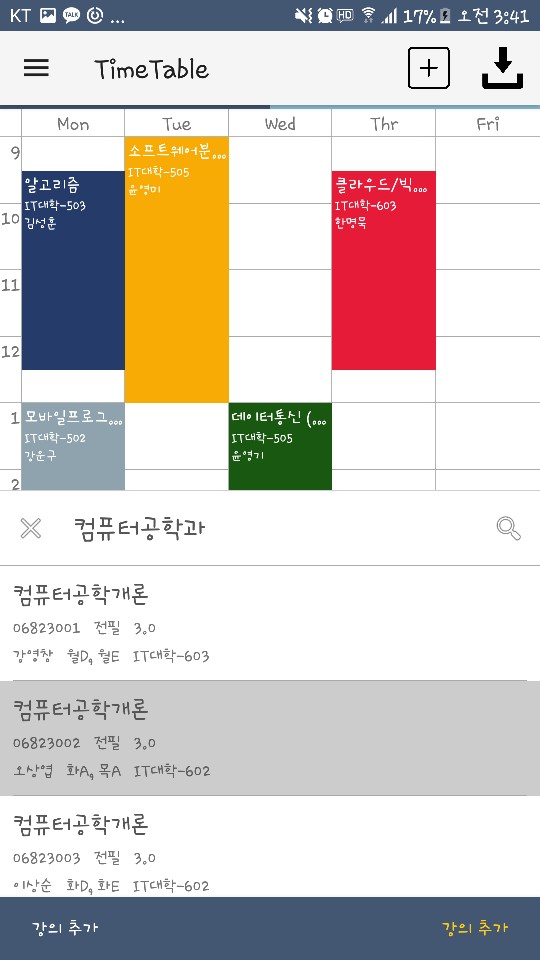 KT TALK ... HD 17% 오전 3:41
TimeTable
Mon Tue Wed Thr Fri
9
10
11
12
1
2
소프트웨어분...
IT대학-505
윤영미
알고리즘
IT대학-503
김성훈
클라우드/빅...
IT대학-603
한명묵
모바일프로그...
IT대학-502
강운구
데이터통신 (...
IT대학-505
윤영기
컴퓨터공학과
컴퓨터공학개론
06823001 전필 3.0
강영창 월D, 월E IT대학-603
컴퓨터공학개론
06823002 전필 3.0
오상엽 화A, 목A IT대학-602
컴퓨터공학개론
06823003 전필 3.0
이상순 화D, 화E IT대학-602
강의 추가 강의 추가